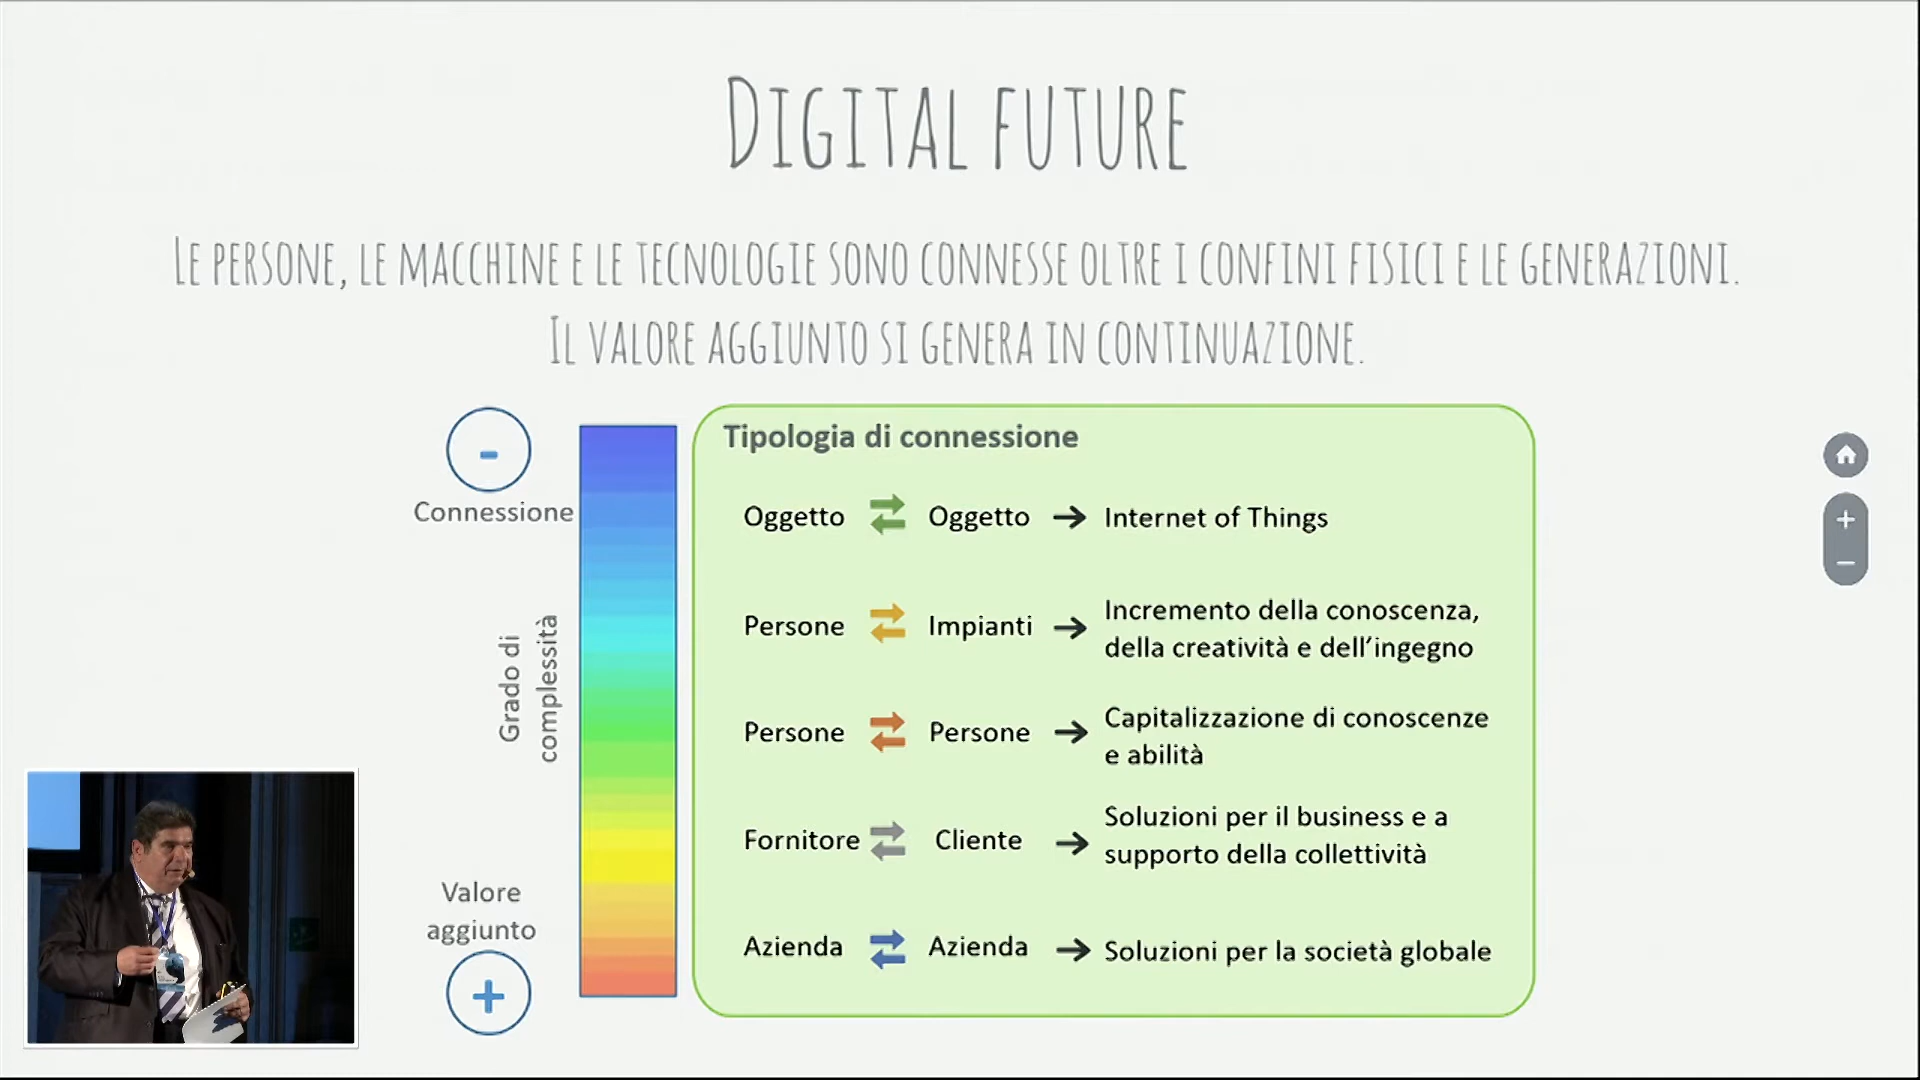 DIGITAL FUTURE
LE PERSONE, LE MACCHINE E LE TECNOLOGIE SONO CONNESSE OLTRE I CONFINI FISICI E LE GENERAZIONI.
IL VALORE AGGIUNTO SI GENERA IN CONTINUAZIONE.
-
Connessione
Grado di
complessità
Valore
aggiunto
+
Tipologia di connessione
Oggetto Oggetto → Internet of Things
Persone Impianti → Incremento della conoscenza,
della creatività e dell'ingegno
Persone Persone → Capitalizzazione di conoscenze
e abilità
Fornitore Cliente → Soluzioni per il business e a
supporto della collettività
Azienda Azienda → Soluzioni per la società globale
+
−